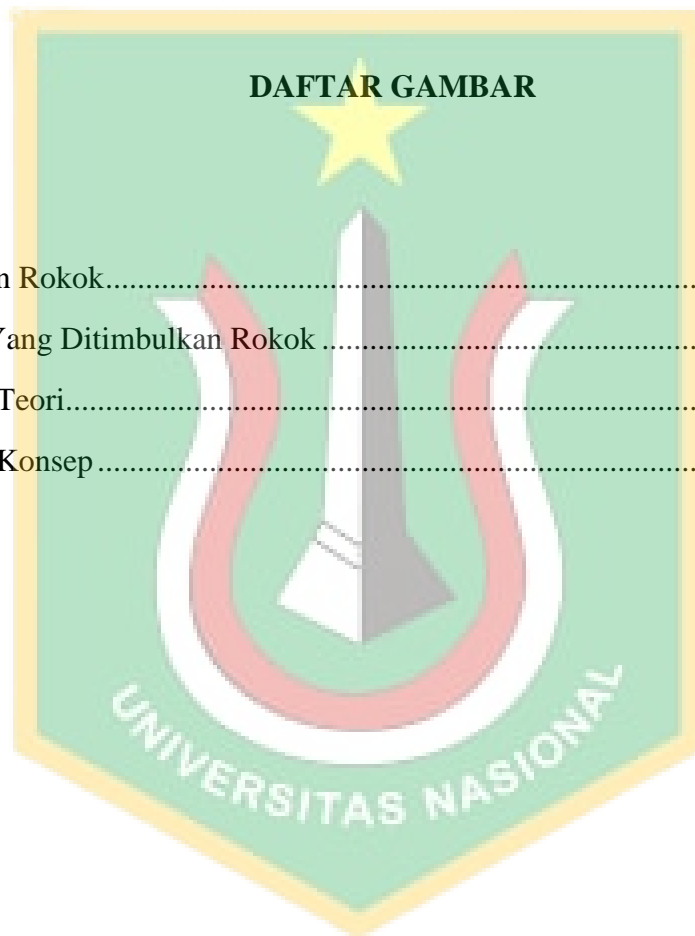 DAFTAR GAMBAR
Rokok.......................................................................................
Yang Ditimbulkan Rokok .......................................................
Teori...........................................................................................
Konsep.......................................................................................
UNIVERSITAS NASIONAL